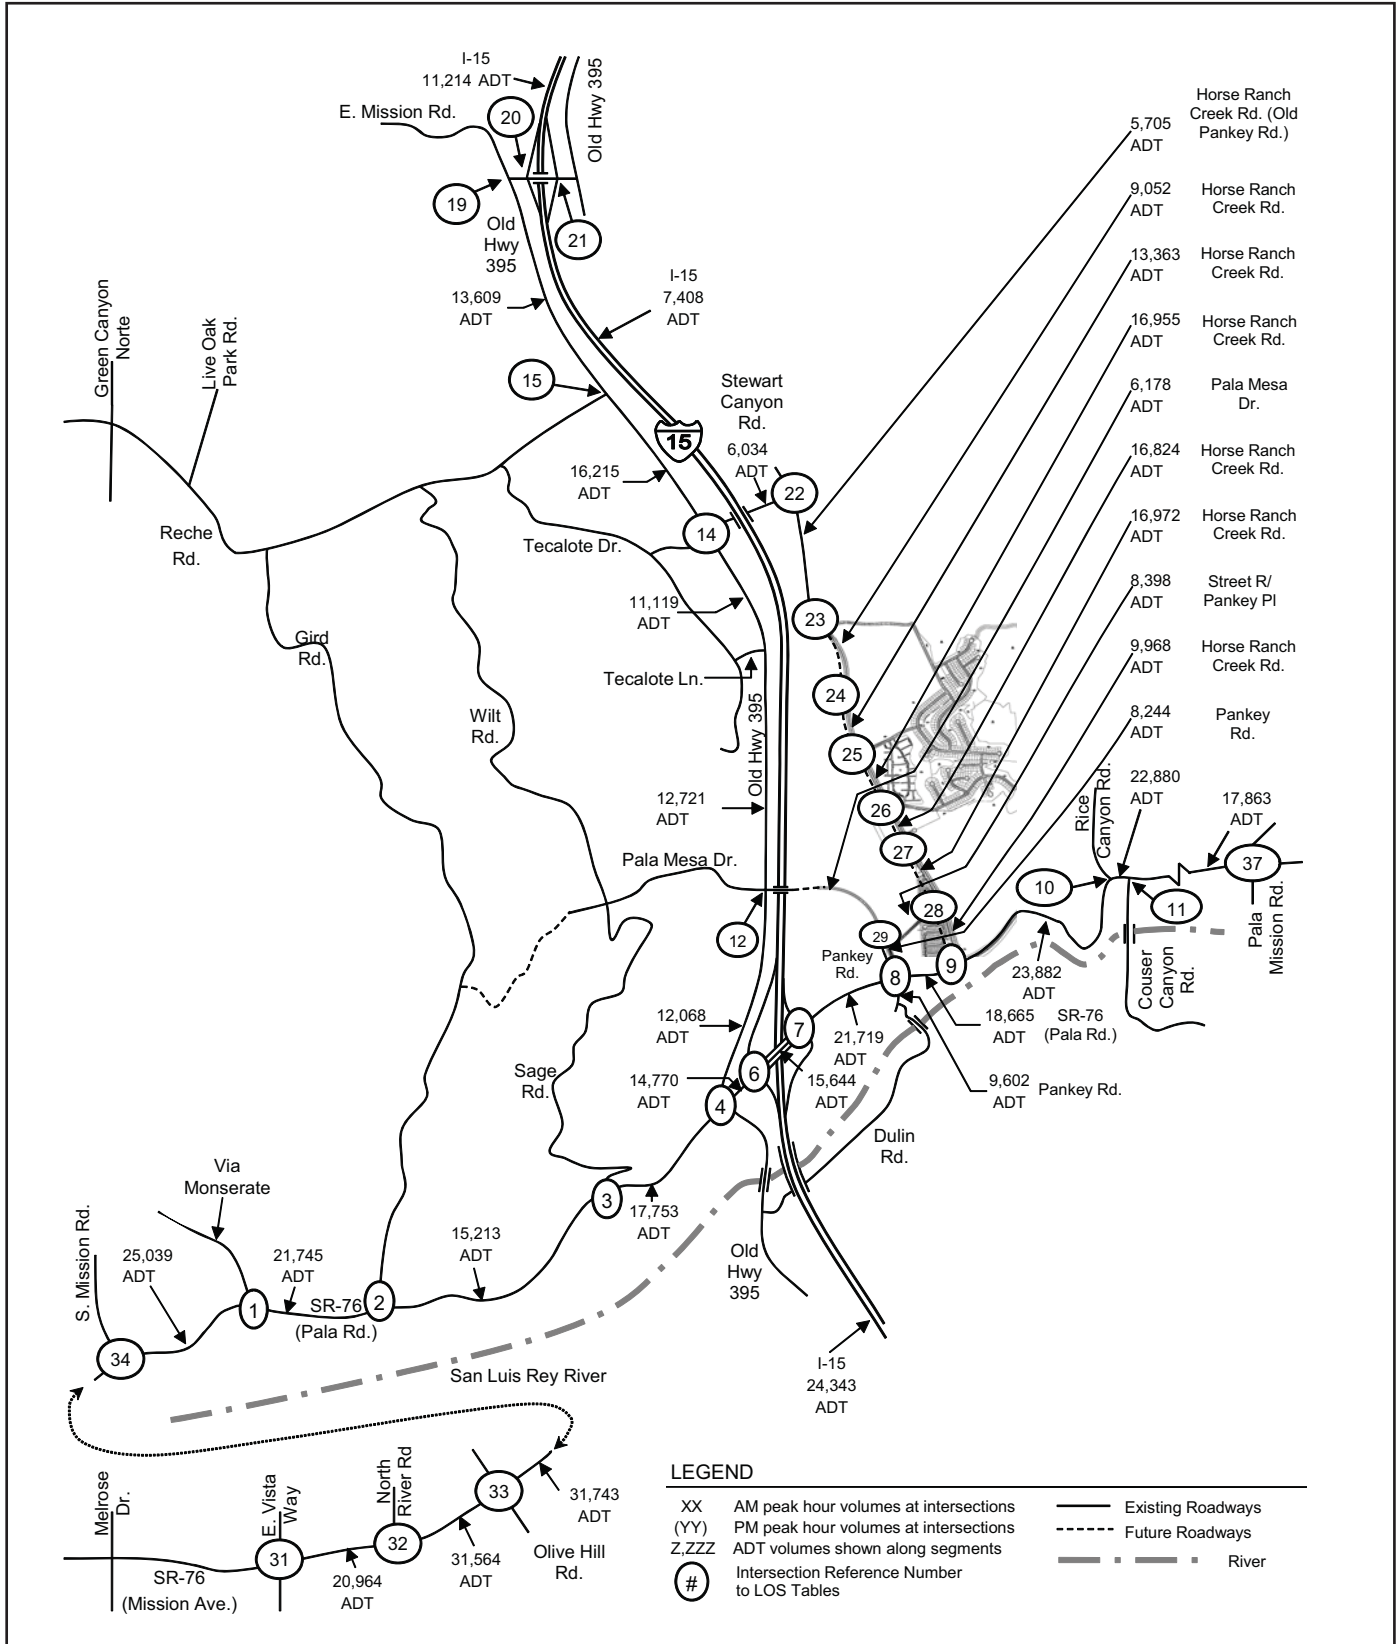 I-15
11,214 ADT
E. Mission Rd.
20
Old Hwy 395
19
21
Old
Hwy
395
13,609
ADT
I-15
7,408
ADT
15
15
Green Canyon
Norte
Live Oak
Park Rd.
Stewart
Canyon
Rd.
6,034
ADT
22
16,215
ADT
14
Reche
Rd.
Tecalote Dr.
11,119
ADT
23
Gird
Rd.
Tecalote Ln.
24
Wilt
Rd.
Old Hwy 395
25
12,721
ADT
26
27
Pala Mesa Dr.
28
12
29
Pankey
Rd.
8
9
5,705
ADT
Horse Ranch
Creek Rd. (Old
Pankey Rd.)
9,052
ADT
Horse Ranch
Creek Rd.
13,363
ADT
Horse Ranch
Creek Rd.
16,955
ADT
Horse Ranch
Creek Rd.
6,178
ADT
Pala Mesa
Dr.
16,824
ADT
Horse Ranch
Creek Rd.
16,972
ADT
Horse Ranch
Creek Rd.
8,398
ADT
Street R/
Pankey Pl
9,968
ADT
Horse Ranch
Creek Rd.
8,244
ADT
Pankey
Rd.
Rice
Canyon Rd.
22,880
ADT
17,863
ADT
37
10
11
Pala
Mission Rd.
Couser
Canyon
Rd.
23,882
ADT
SR-76
(Pala Rd.)
18,665
ADT
12,068
ADT
7
21,719
ADT
Sage
Rd.
14,770
ADT
6
15,644
ADT
9,602
ADT
Pankey Rd.
4
Dulin
Rd.
Via
Monserate
3
17,753
ADT
S. Mission Rd.
25,039
ADT
21,745
ADT
15,213
ADT
Old
Hwy
395
1
SR-76
(Pala Rd.)
2
34
San Luis Rey River
I-15
24,343
ADT
Melrose
Dr.
E. Vista
Way
North
River Rd
33
31,743
ADT
31
32
SR-76
(Mission Ave.)
20,964
ADT
31,564
ADT
Olive Hill
Rd.
LEGEND
XX AM peak hour volumes at intersections
(YY) PM peak hour volumes at intersections
Z,ZZZ ADT volumes shown along segments
# Intersection Reference Number
to LOS Tables
Existing Roadways
Future Roadways
River